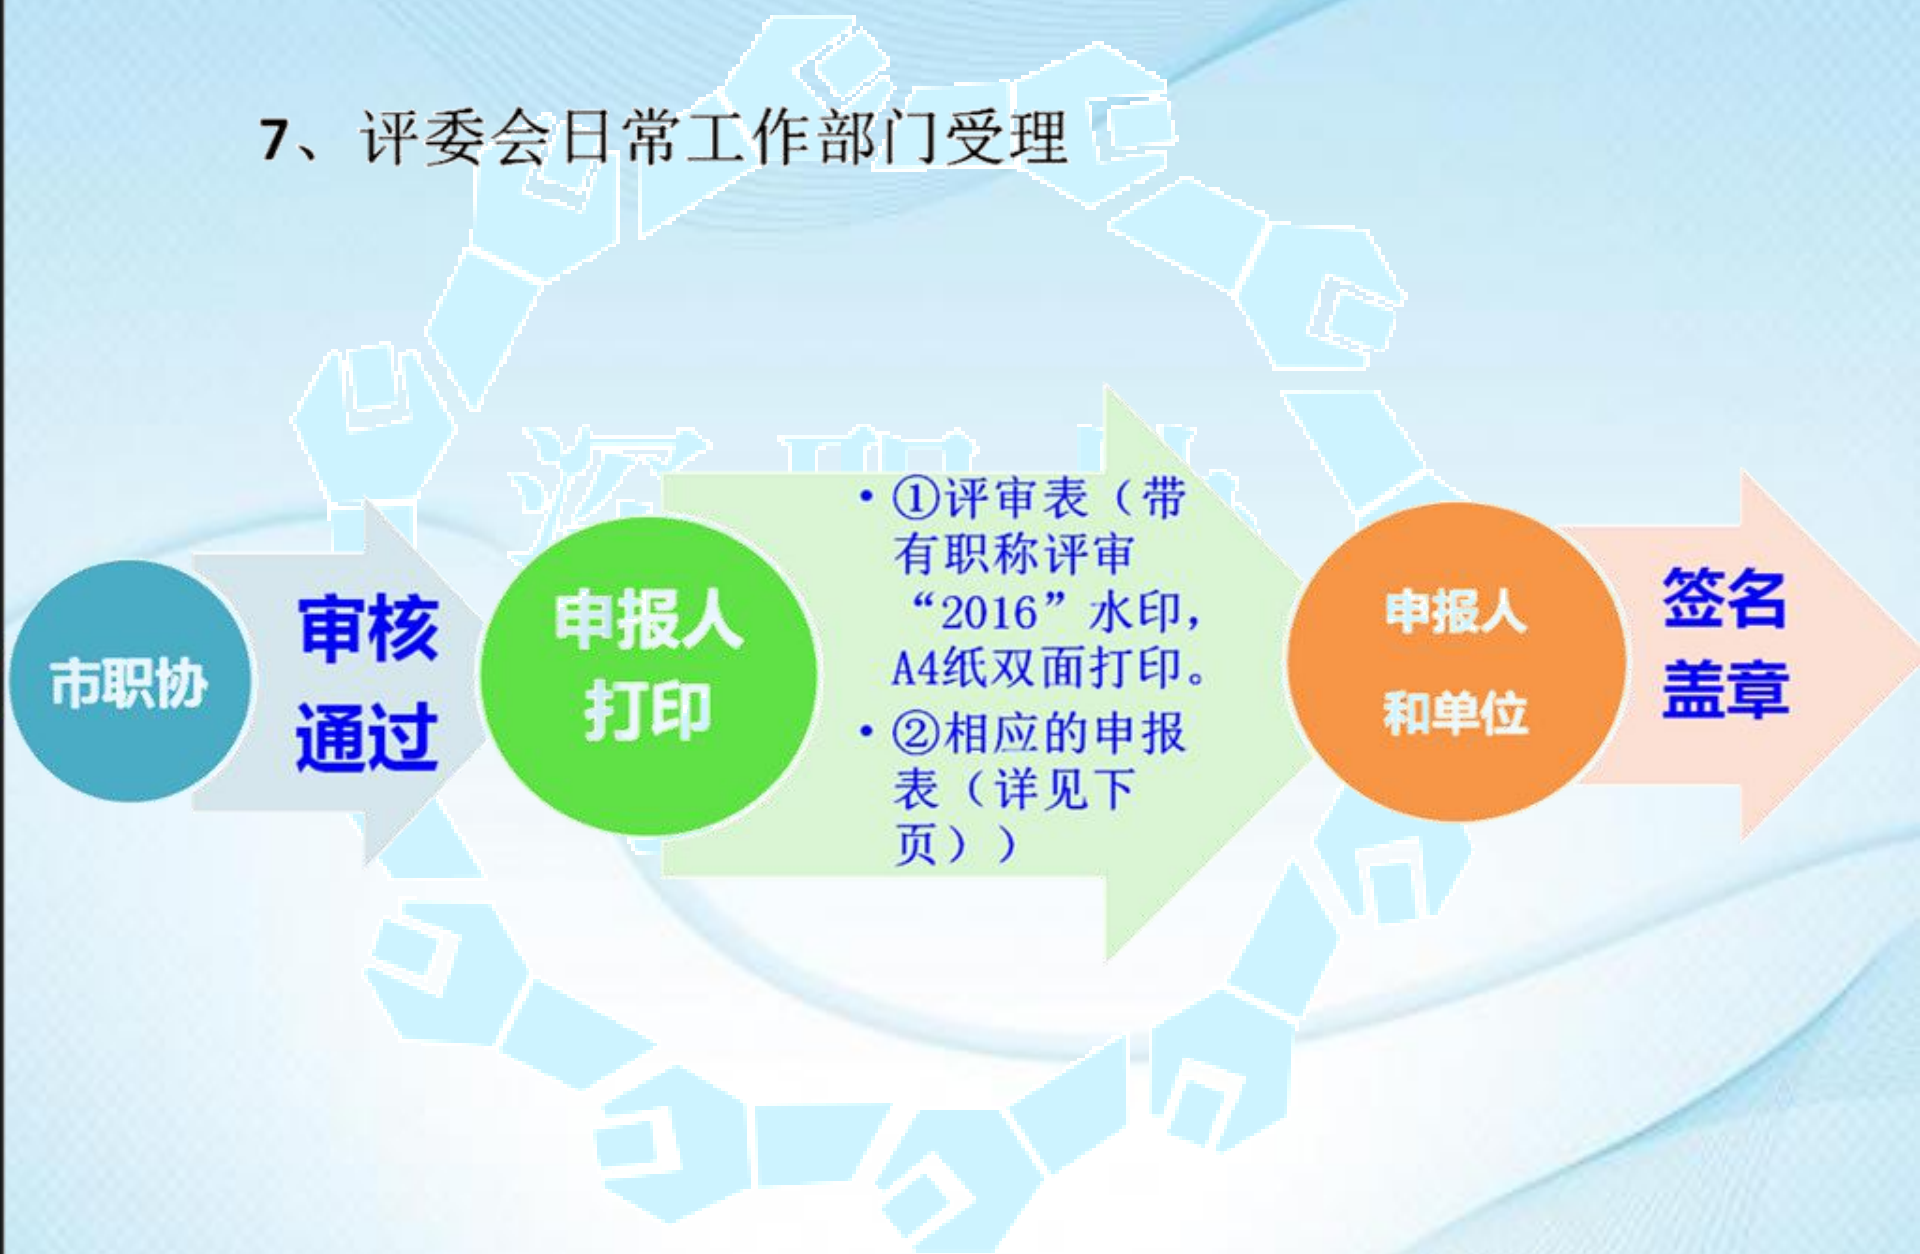 7、评委会日常工作部门受理
市职协
审核
通过
申报人
打印
• ①评审表（带
有职称评审
“2016”水印，
A4纸双面打印。
• ②相应的申报
表（详见下
页））
申报人
和单位
签名
盖章